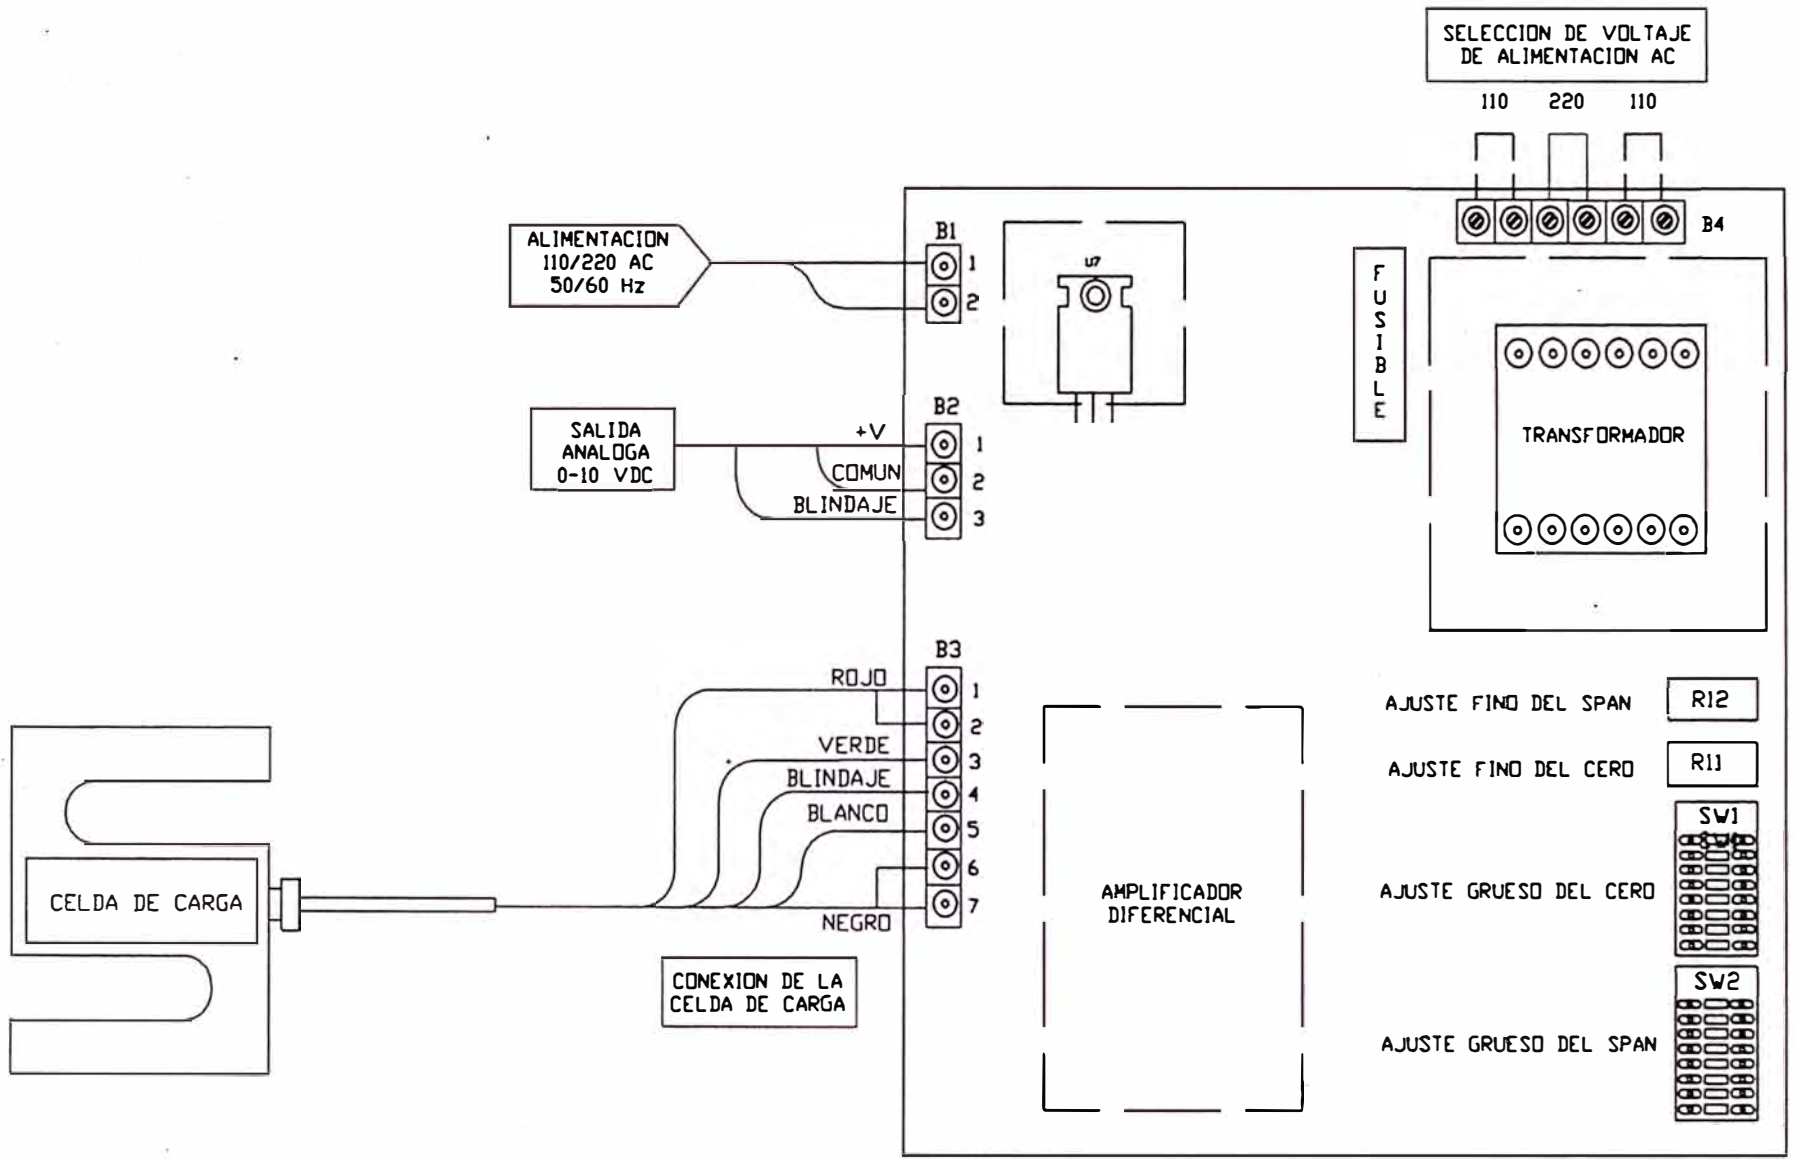 SELECCION DE VOLTAJE
DE ALIMENTACION AC
110 220 110
B4
ALIMENTACION
110/220 AC
50/60 Hz
B1
1
2
U7
FUSIBLE
TRANSFORMADOR
SALIDA
ANALOGA
0-10 VDC
B2
+V
1
COMUN
2
BLINDAJE
3
B3
ROJO
1
2
VERDE
3
BLINDAJE
4
BLANCO
5
6
NEGRO
7
CELDA DE CARGA
CONEXION DE LA
CELDA DE CARGA
AMPLIFICADOR
DIFERENCIAL
AJUSTE FINO DEL SPAN
R12
AJUSTE FINO DEL CERO
R11
SW1
AJUSTE GRUESO DEL CERO
SW2
AJUSTE GRUESO DEL SPAN